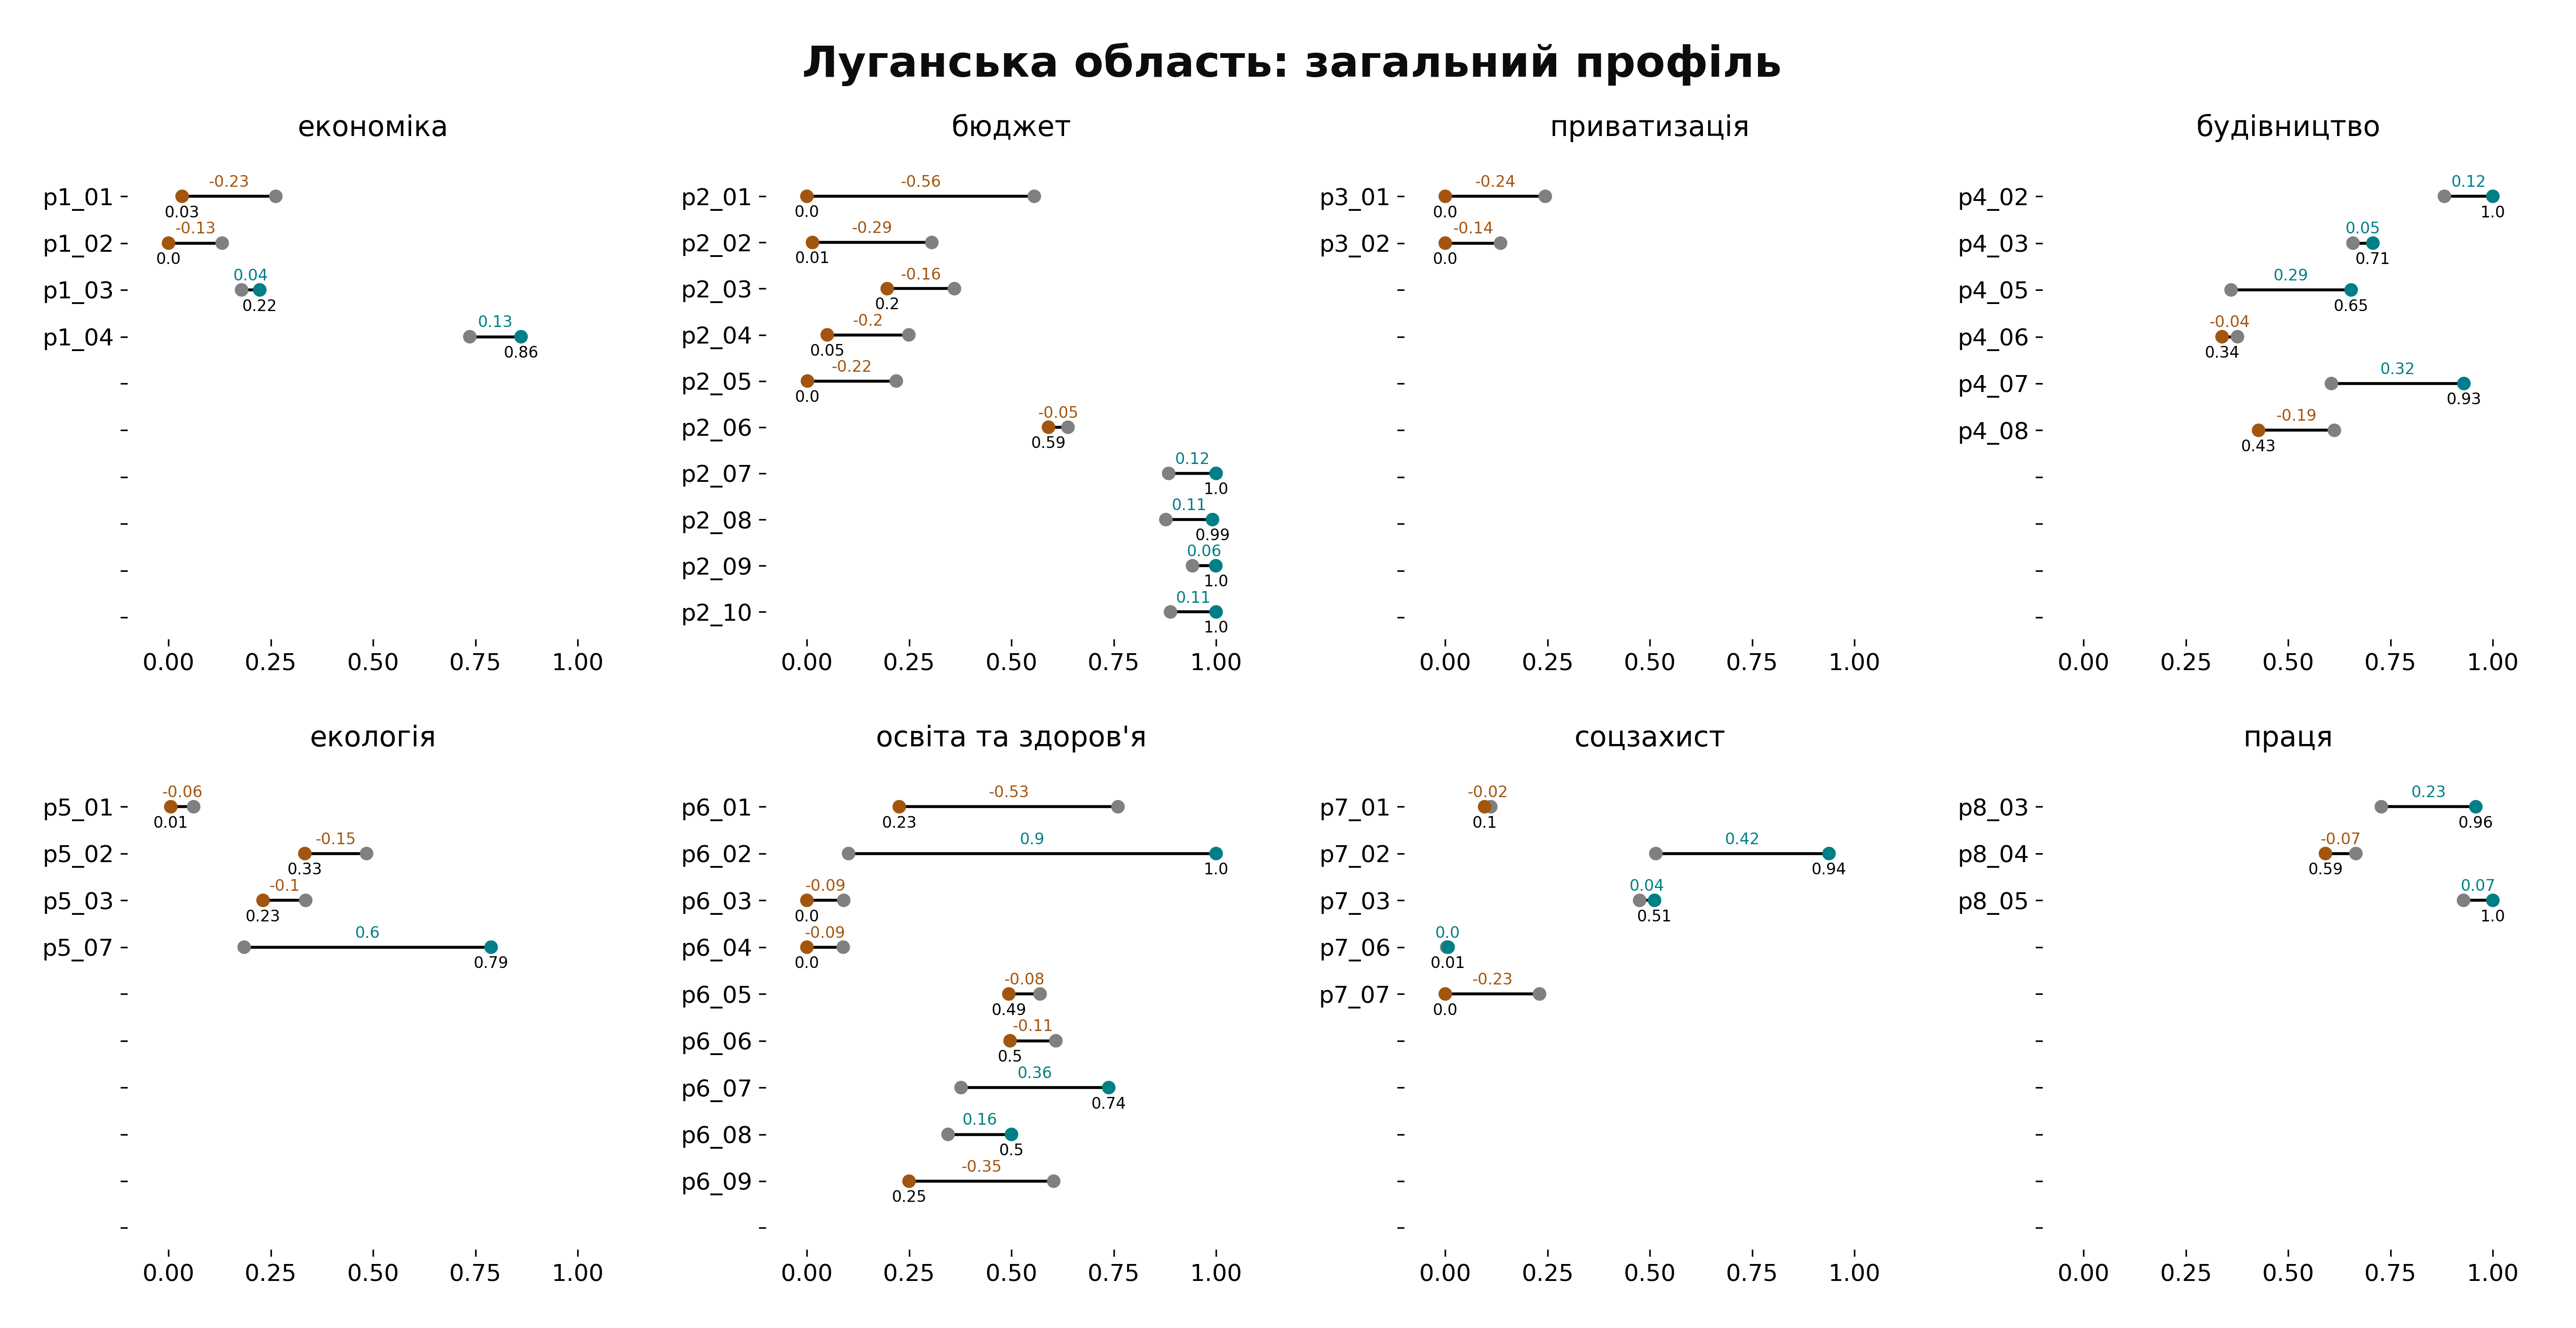 Луганська область: загальний профіль
економіка
p1_01
-0.23
0.03
p1_02
-0.13
0.0
p1_03
0.04
0.22
p1_04
0.13
0.86
0.00 0.25 0.50 0.75 1.00
бюджет
p2_01
-0.56
0.0
p2_02
-0.29
0.01
p2_03
-0.16
0.2
p2_04
-0.2
0.05
p2_05
-0.22
0.0
p2_06
-0.05
0.59
p2_07
0.12
1.0
p2_08
0.11
0.99
p2_09
0.06
1.0
p2_10
0.11
1.0
0.00 0.25 0.50 0.75 1.00
приватизація
p3_01
-0.24
0.0
p3_02
-0.14
0.0
0.00 0.25 0.50 0.75 1.00
будівництво
p4_02
0.12
1.0
p4_03
0.05
0.71
p4_05
0.29
0.65
p4_06
-0.04
0.34
p4_07
0.32
0.93
p4_08
-0.19
0.43
0.00 0.25 0.50 0.75 1.00
екологія
p5_01
-0.06
0.01
p5_02
-0.15
0.33
p5_03
-0.1
0.23
p5_07
0.6
0.79
0.00 0.25 0.50 0.75 1.00
освіта та здоров'я
p6_01
-0.53
0.23
p6_02
0.9
1.0
p6_03
-0.09
0.0
p6_04
-0.09
0.0
p6_05
-0.08
0.49
p6_06
-0.11
0.5
p6_07
0.36
0.74
p6_08
0.16
0.5
p6_09
-0.35
0.25
0.00 0.25 0.50 0.75 1.00
соцзахист
p7_01
-0.02
0.1
p7_02
0.42
0.94
p7_03
0.04
0.51
p7_06
0.0
0.01
p7_07
-0.23
0.0
0.00 0.25 0.50 0.75 1.00
праця
p8_03
0.23
0.96
p8_04
-0.07
0.59
p8_05
0.07
1.0
0.00 0.25 0.50 0.75 1.00